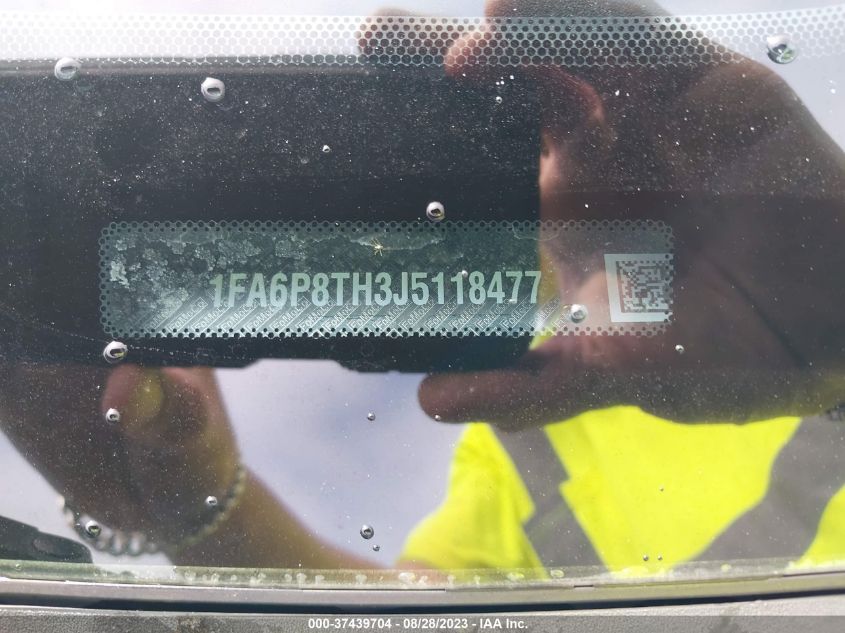 1FA6P8TH3J5118477
000-37439704 - 08/28/2023 - IAA Inc.